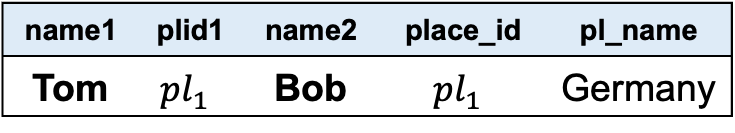 name1 plid1 name2 place_id pl_name
Tom pl₁ Bob pl₁ Germany